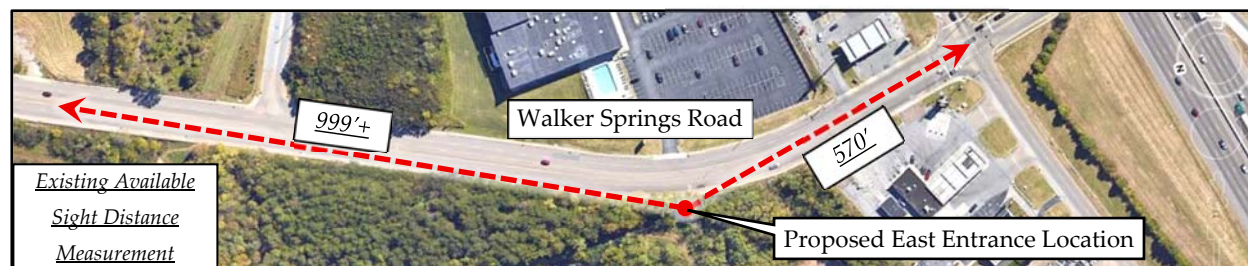 999'+
Walker Springs Road
570'
Existing Available
Sight Distance
Measurement
Proposed East Entrance Location
N